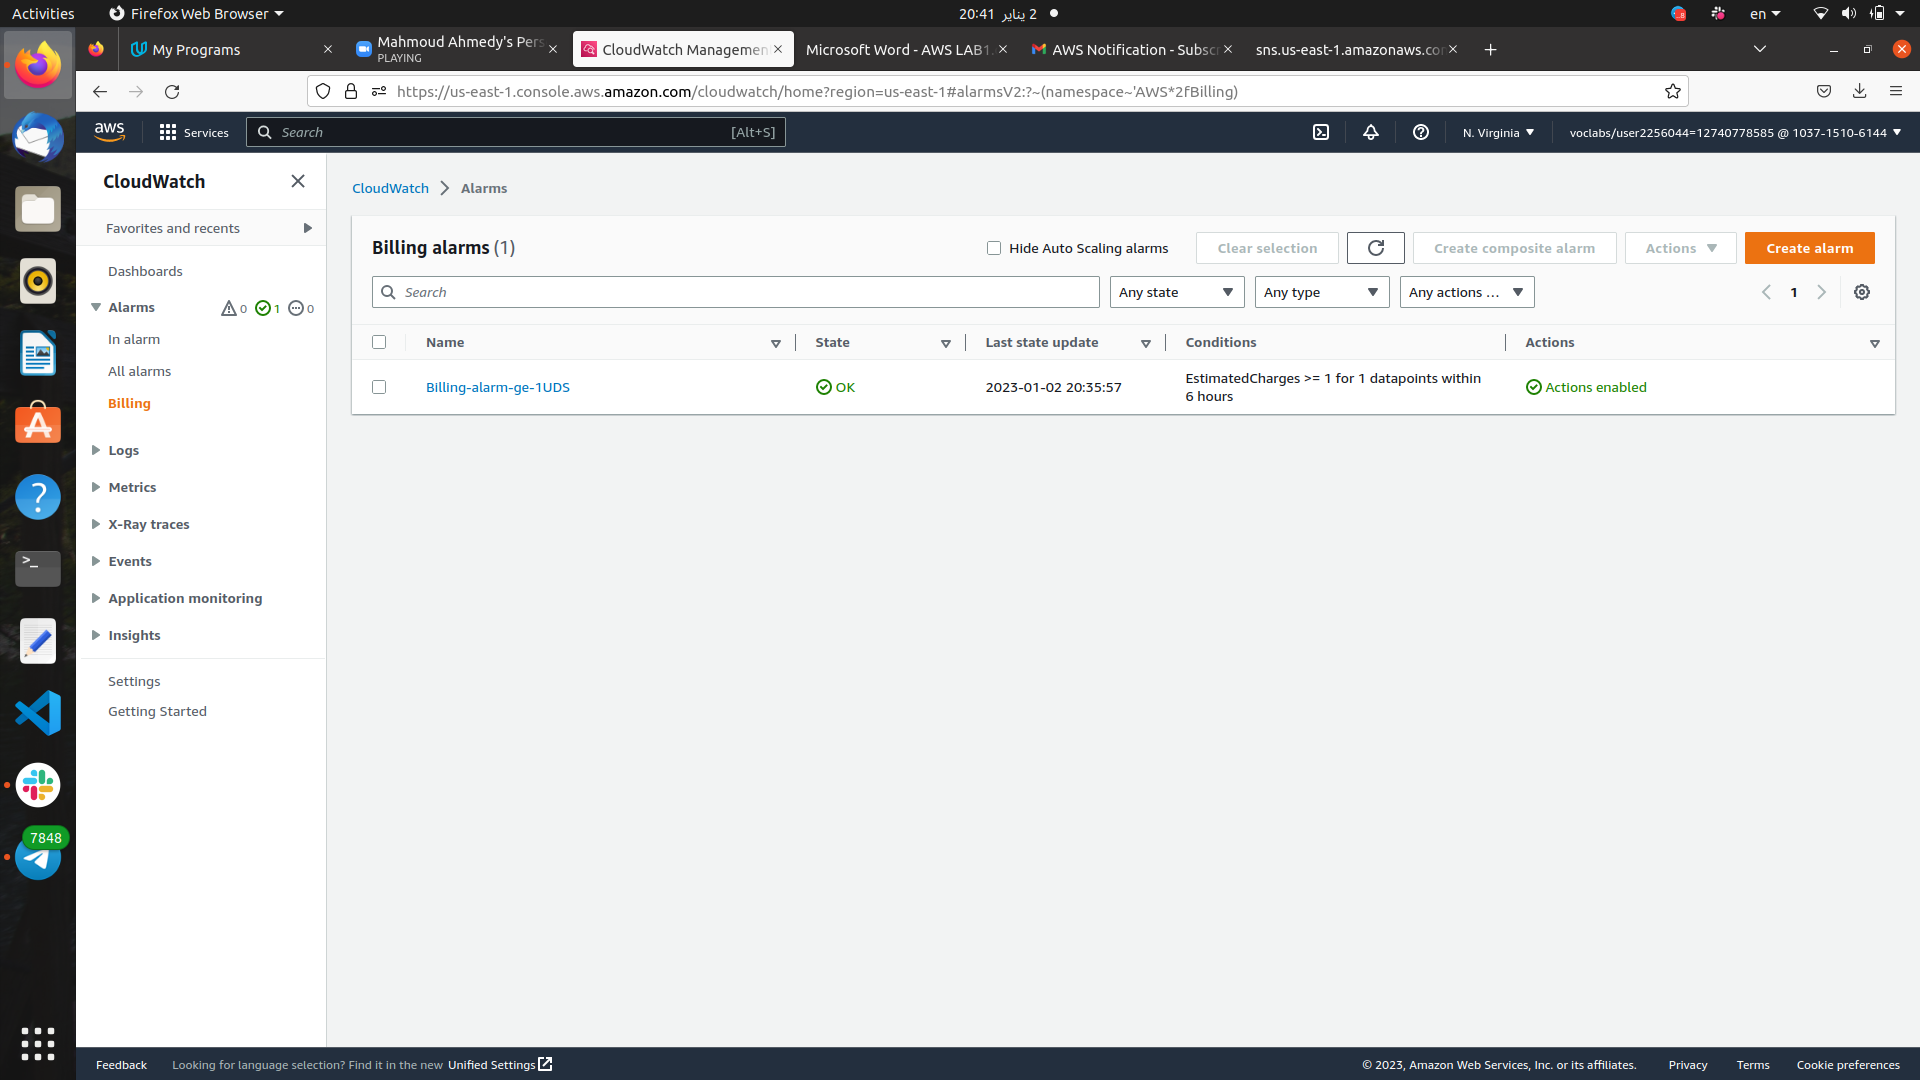 Activities
Firefox Web Browser
20:41 2 يناير
en
My Programs
Mahmoud Ahmedy's Pers
PLAYING
CloudWatch Managemen
Microsoft Word - AWS LAB1.
AWS Notification - Subscr
sns.us-east-1.amazonaws.cor
https://us-east-1.console.aws.amazon.com/cloudwatch/home?region=us-east-1#alarmsV2:?~(namespace~'AWS*2fBilling)
aws
Services
Search
[Alt+S]
N. Virginia
voclabs/user2256044=12740778585 @ 1037-1510-6144
CloudWatch
Favorites and recents
Dashboards
Alarms
0
1
0
In alarm
All alarms
Billing
Logs
Metrics
X-Ray traces
Events
Application monitoring
Insights
Settings
Getting Started
CloudWatch
Alarms
Billing alarms (1)
Hide Auto Scaling alarms
Clear selection
Create composite alarm
Actions
Create alarm
Search
Any state
Any type
Any actions ...
1
Name
State
Last state update
Conditions
Actions
Billing-alarm-ge-1UDS
OK
2023-01-02 20:35:57
EstimatedCharges >= 1 for 1 datapoints within
6 hours
Actions enabled
7848
Feedback
Looking for language selection? Find it in the new Unified Settings
© 2023, Amazon Web Services, Inc. or its affiliates.
Privacy
Terms
Cookie preferences